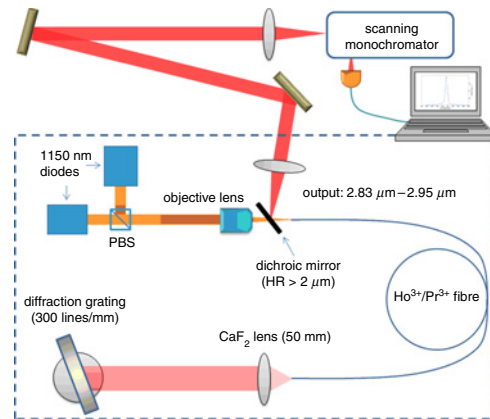 scanning
monochromator
1150 nm
diodes
objective lens
output: 2.83 μm–2.95 μm
PBS
dichroic mirror
(HR > 2 μm)
Ho³⁺/Pr³⁺ fibre
diffraction grating
(300 lines/mm)
CaF₂ lens (50 mm)